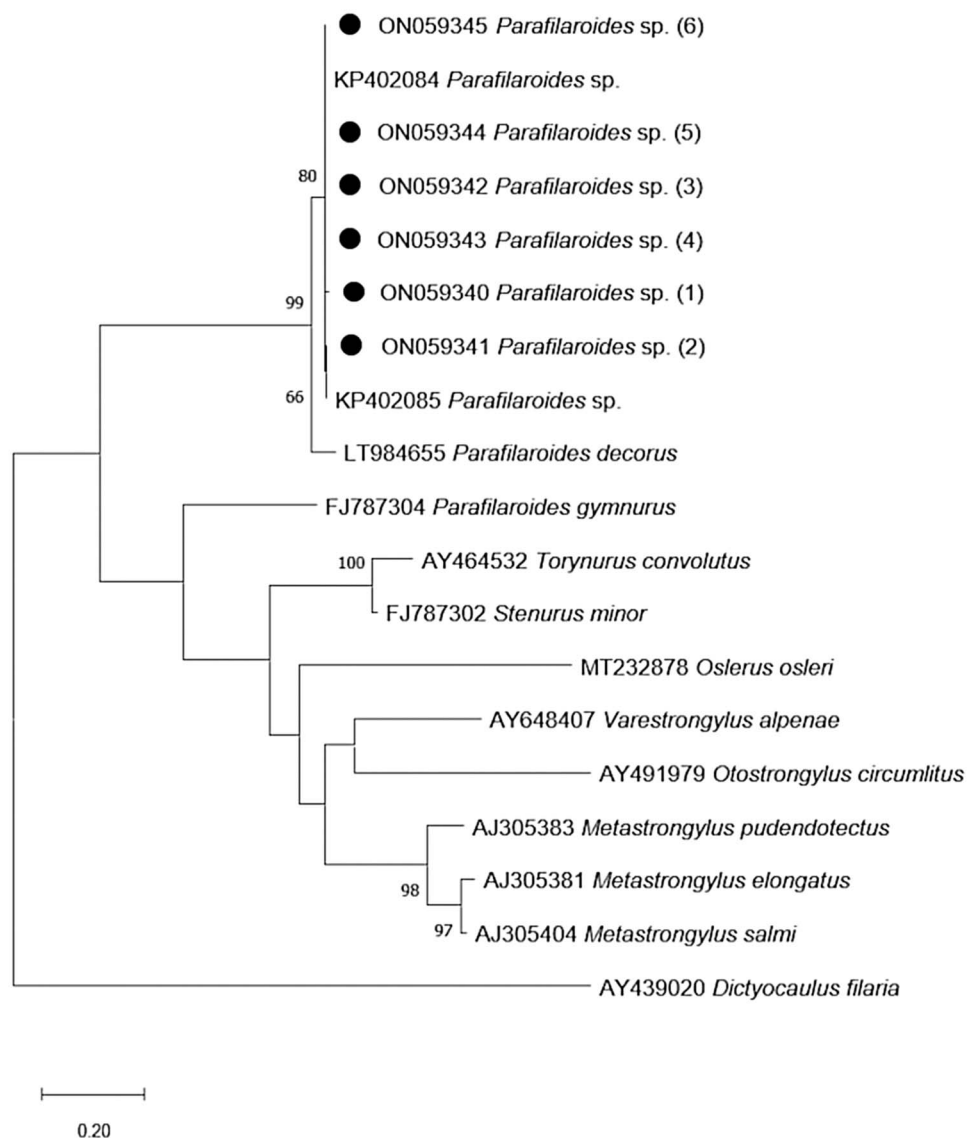 ON059345 Parafilaroides sp. (6)
KP402084 Parafilaroides sp.
ON059344 Parafilaroides sp. (5)
80
ON059342 Parafilaroides sp. (3)
ON059343 Parafilaroides sp. (4)
99
ON059340 Parafilaroides sp. (1)
ON059341 Parafilaroides sp. (2)
66
KP402085 Parafilaroides sp.
LT984655 Parafilaroides decorus
FJ787304 Parafilaroides gymnurus
100
AY464532 Torynurus convolutus
FJ787302 Stenurus minor
MT232878 Oslerus osleri
AY648407 Varestrongylus alpenae
AY491979 Otostrongylus circumlitus
AJ305383 Metastrongylus pudendotectus
98
AJ305381 Metastrongylus elongatus
97
AJ305404 Metastrongylus salmi
AY439020 Dictyocaulus filaria
0.20